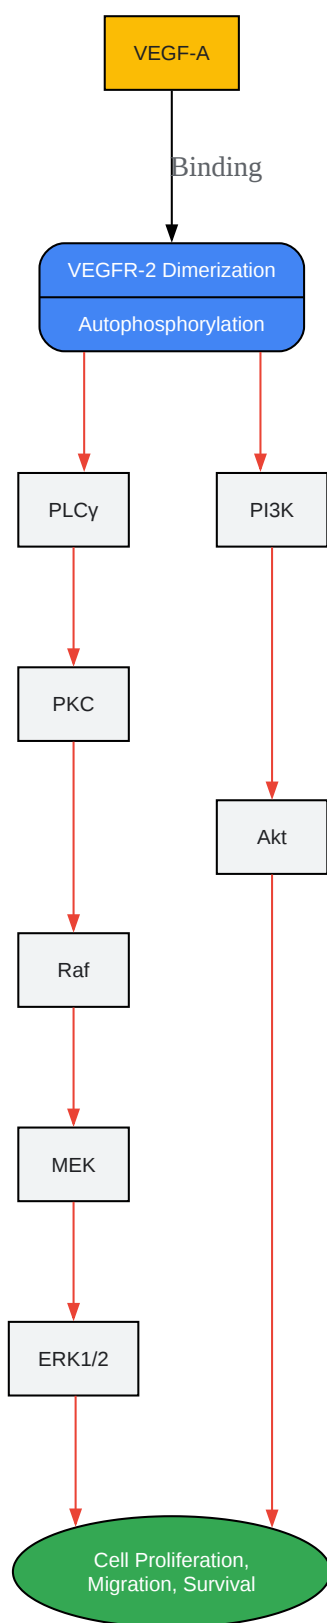 VEGF-A
Binding
VEGFR-2 Dimerization
Autophosphorylation
PLCγ
PI3K
PKC
Akt
Raf
MEK
ERK1/2
Cell Proliferation,
Migration, Survival